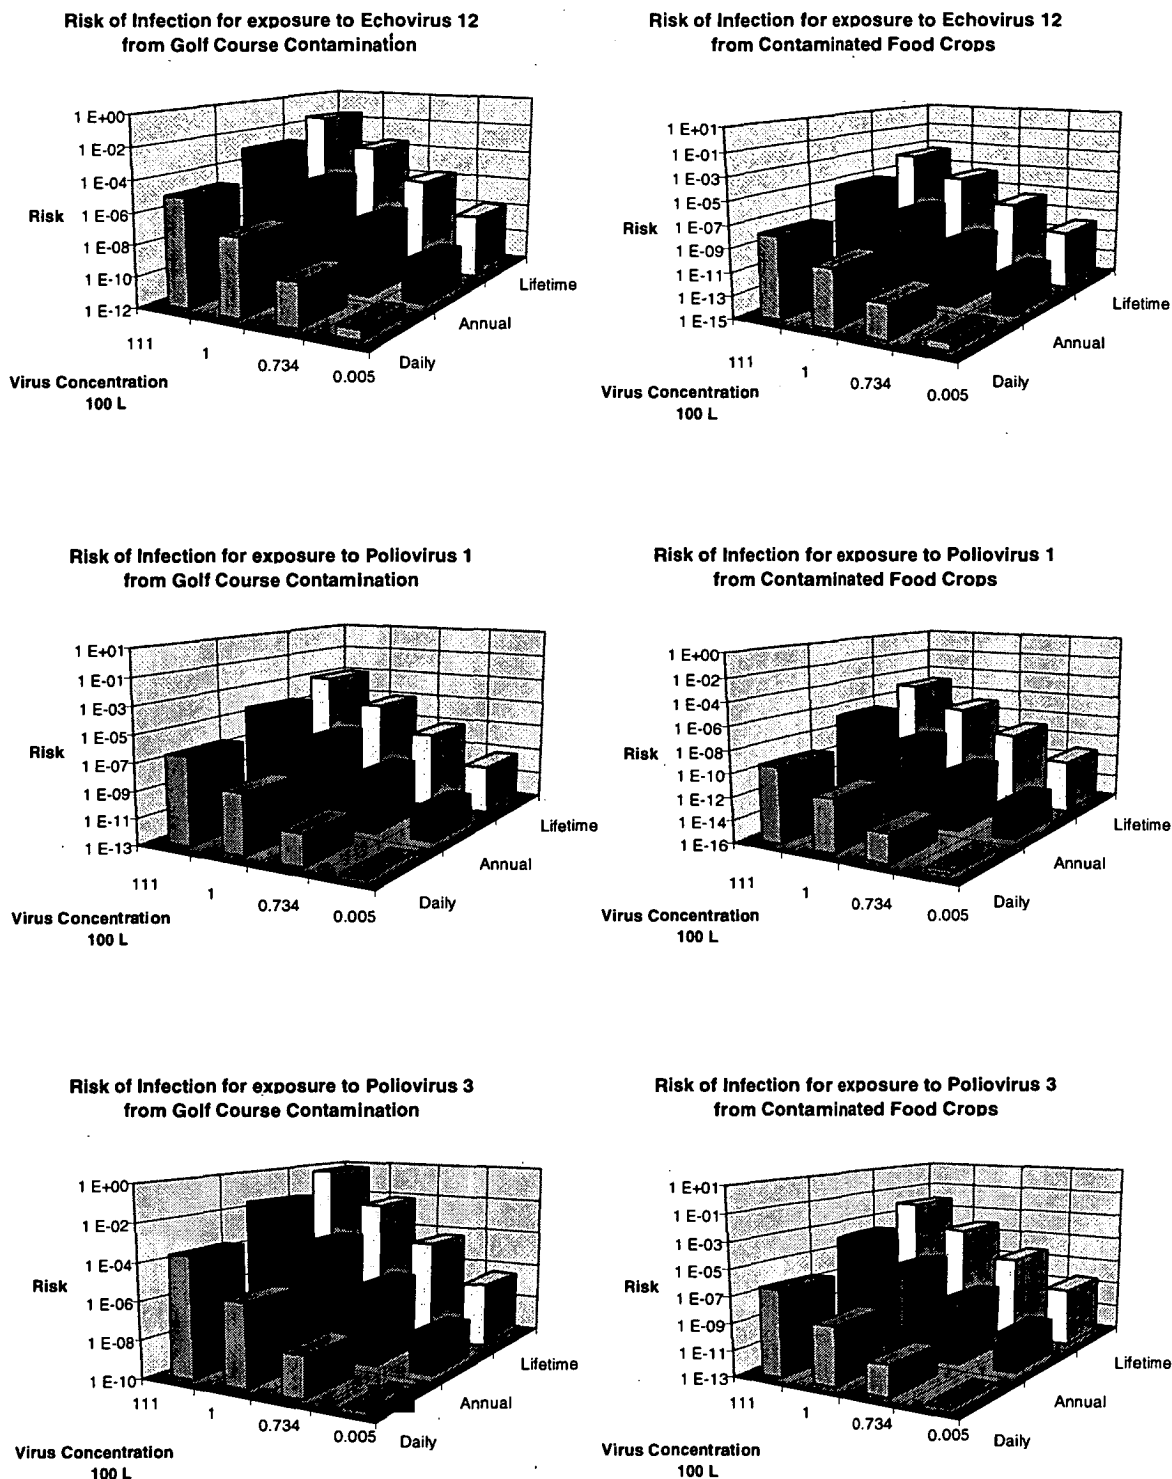 Risk of Infection for exposure to Echovirus 12
from Golf Course Contamination
1 E+00
1 E-02
1 E-04
Risk
1 E-06
1 E-08
1 E-10
1 E-12
111
1
0.734
0.005
Daily
Annual
Lifetime
Virus Concentration
100 L
Risk of Infection for exposure to Echovirus 12
from Contaminated Food Crops
1 E+01
1 E-01
1 E-03
1 E-05
Risk
1 E-07
1 E-09
1 E-11
1 E-13
1 E-15
111
1
0.734
0.005
Daily
Annual
Lifetime
Virus Concentration
100 L
Risk of Infection for exposure to Poliovirus 1
from Golf Course Contamination
1 E+01
1 E-01
1 E-03
1 E-05
Risk
1 E-07
1 E-09
1 E-11
1 E-13
111
1
0.734
0.005
Daily
Annual
Lifetime
Virus Concentration
100 L
Risk of Infection for exposure to Poliovirus 1
from Contaminated Food Crops
1 E+00
1 E-02
1 E-04
1 E-06
Risk
1 E-08
1 E-10
1 E-12
1 E-14
1 E-16
111
1
0.734
0.005
Daily
Annual
Lifetime
Virus Concentration
100 L
Risk of Infection for exposure to Poliovirus 3
from Golf Course Contamination
1 E+00
1 E-02
1 E-04
Risk
1 E-06
1 E-08
1 E-10
111
1
0.734
0.005
Daily
Annual
Lifetime
Virus Concentration
100 L
Risk of Infection for exposure to Poliovirus 3
from Contaminated Food Crops
1 E+01
1 E-01
1 E-03
1 E-05
Risk
1 E-07
1 E-09
1 E-11
1 E-13
111
1
0.734
0.005
Daily
Annual
Lifetime
Virus Concentration
100 L